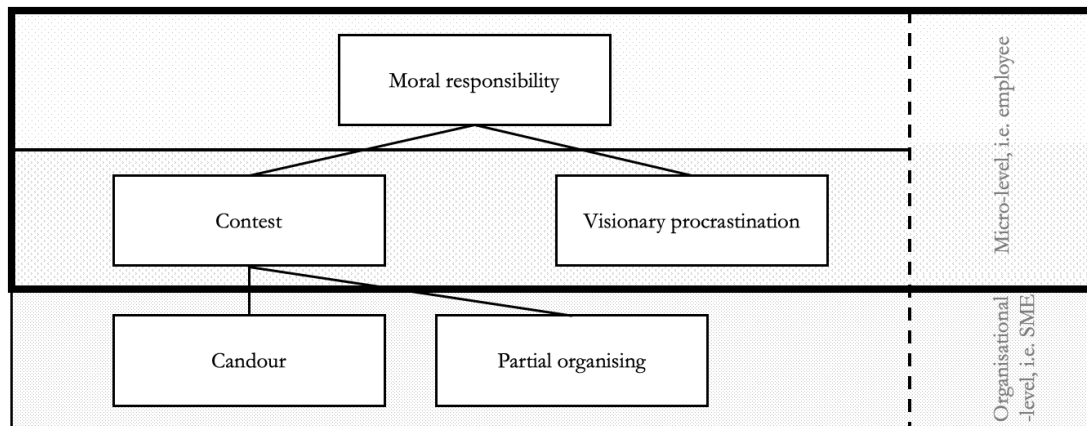 Moral responsibility
Contest
Visionary procrastination
Candour
Partial organising
Micro-level, i.e. employee
Organisational
-level, i.e. SME